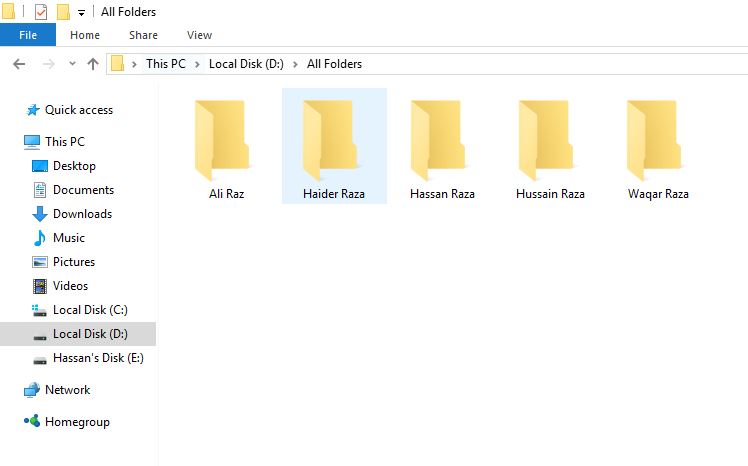 All Folders
File Home Share View
This PC Local Disk (D:) All Folders
Quick access
This PC
Desktop
Documents
Downloads
Music
Pictures
Videos
Local Disk (C:)
Local Disk (D:)
Hassan's Disk (E:)
Network
Homegroup
Ali Raz Haider Raza Hassan Raza Hussain Raza Waqar Raza